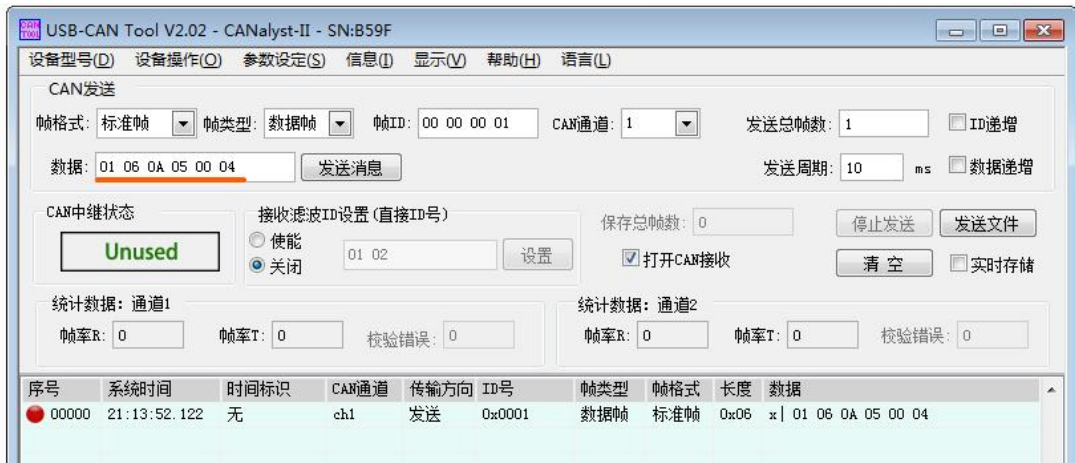 USB-CAN Tool V2.02 - CANalyst-II - SN:B59F
设备型号(D) 设备操作(O) 参数设定(S) 信息(I) 显示(V) 帮助(H) 语言(L)
CAN发送
帧格式: 标准帧 帧类型: 数据帧 帧ID: 00 00 00 01 CAN通道: 1 发送总帧数: 1 ID递增
数据: 01 06 0A 05 00 04 发送消息 发送周期: 10 ms 数据递增
CAN中继状态 接收滤波ID设置(直接ID号) 保存总帧数: 0 停止发送 发送文件
Unused 使能 关闭 01 02 设置 打开CAN接收 清 空 实时存储
统计数据: 通道1 统计数据: 通道2
帧率R: 0 帧率T: 0 校验错误: 0 帧率R: 0 帧率T: 0 校验错误: 0
序号 系统时间 时间标识 CAN通道 传输方向 ID号 帧类型 帧格式 长度 数据
00000 21:13:52.122 无 ch1 发送 0x0001 数据帧 标准帧 0x06 x| 01 06 0A 05 00 04